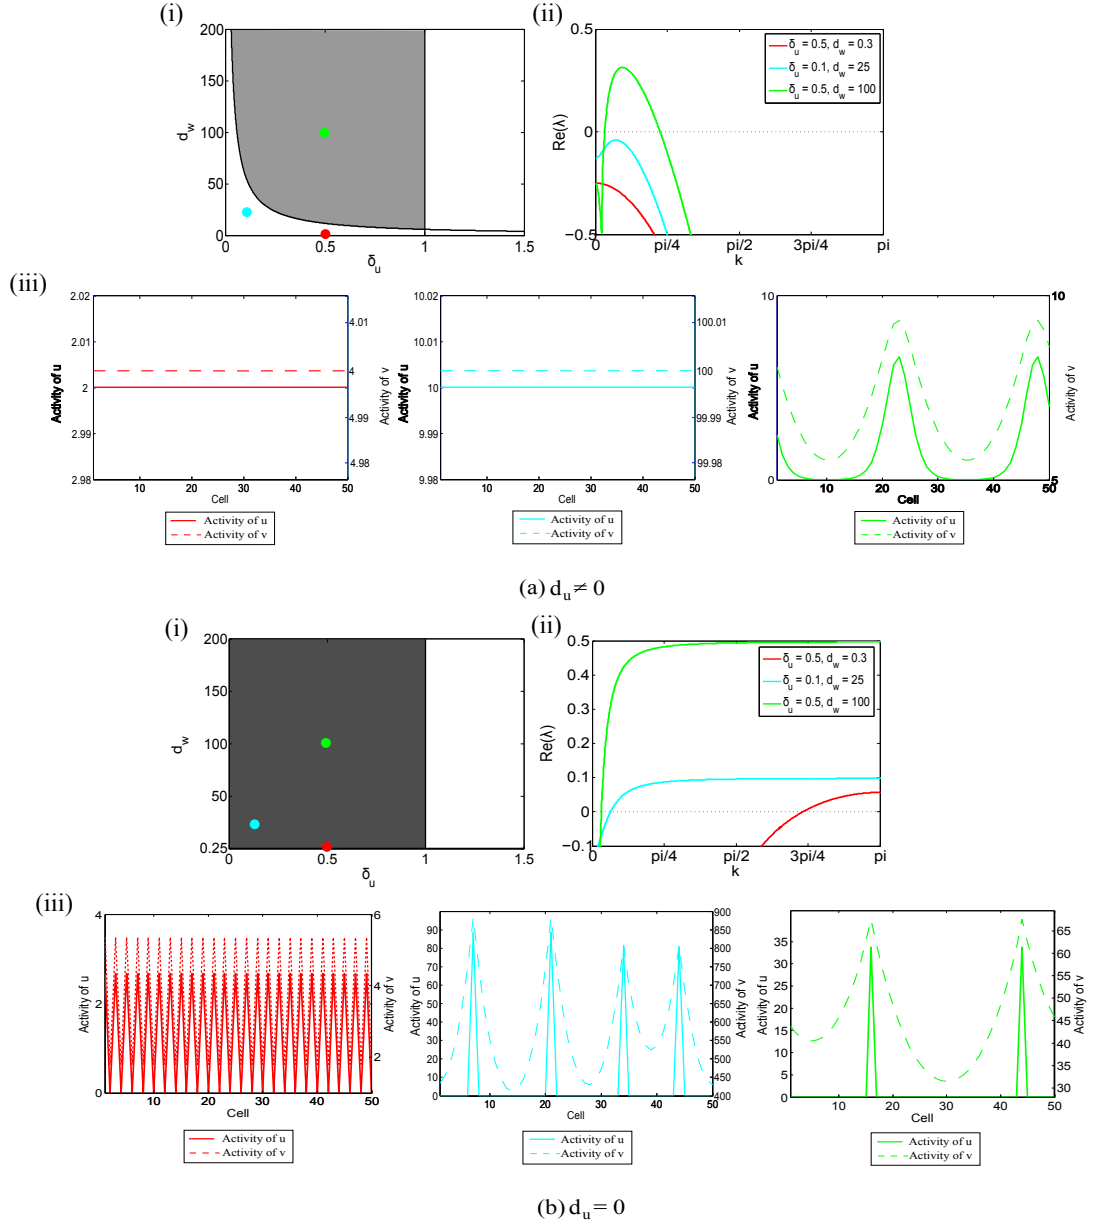 (i)
200
150
100
50
0
d_w
0 0.5 1 1.5
δ_u
(ii)
0.5
0
−0.5
Re(λ)
δ_u = 0.5, d_w = 0.3
δ_u = 0.1, d_w = 25
δ_u = 0.5, d_w = 100
0 pi/4 pi/2 3pi/4 pi
k
(iii)
2.02
2.01
2
2.99
2.98
Activity of u
4.01
4
4.99
4.98
Activity of v
10 20 30 40 50
Cell
Activity of u
Activity of v
10.02
10.01
10
9.99
9.98
Activity of u
100.01
100
99.99
99.98
Activity of v
10 20 30 40 50
Cell
Activity of u
Activity of v
10
0
Activity of u
10
5
Activity of v
10 20 30 40 50
Cell
Activity of u
Activity of v
(a) d_u ≠ 0
(i)
200
150
100
50
0.25
d_w
0 0.5 1 1.5
δ_u
(ii)
0.5
0.4
0.3
0.2
0.1
0
−0.1
Re(λ)
δ_u = 0.5, d_w = 0.3
δ_u = 0.1, d_w = 25
δ_u = 0.5, d_w = 100
0 pi/4 pi/2 3pi/4 pi
k
(iii)
4
2
0
Activity of u
6
4
2
Activity of v
10 20 30 40 50
Cell
Activity of u
Activity of v
90
80
70
60
50
40
30
20
10
0
Activity of u
900
850
800
750
700
650
600
550
500
450
400
Activity of v
10 20 30 40 50
Cell
Activity of u
Activity of v
35
30
25
20
15
10
5
0
Activity of u
65
60
55
50
45
40
35
30
Activity of v
10 20 30 40 50
Cell
Activity of u
Activity of v
(b) d_u = 0